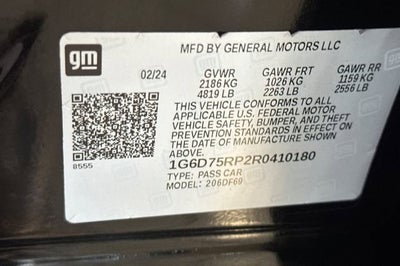 gm
MFD BY GENERAL MOTORS LLC
02/24 GVWR GAWR FRT GAWR RR
2186 KG 1026 KG 1159 KG
4819 LB 2263 LB 2556 LB
THIS VEHICLE CONFORMS TO ALL
APPLICABLE U.S. FEDERAL MOTOR
VEHICLE SAFETY, BUMPER, AND THEFT
PREVENTION STANDARDS IN EFFECT ON
THE DATE OF MANUFACTURE SHOWN
ABOVE.
8555
1G6D75RP2R0410180
TYPE: PASS CAR
MODEL: 206DF69